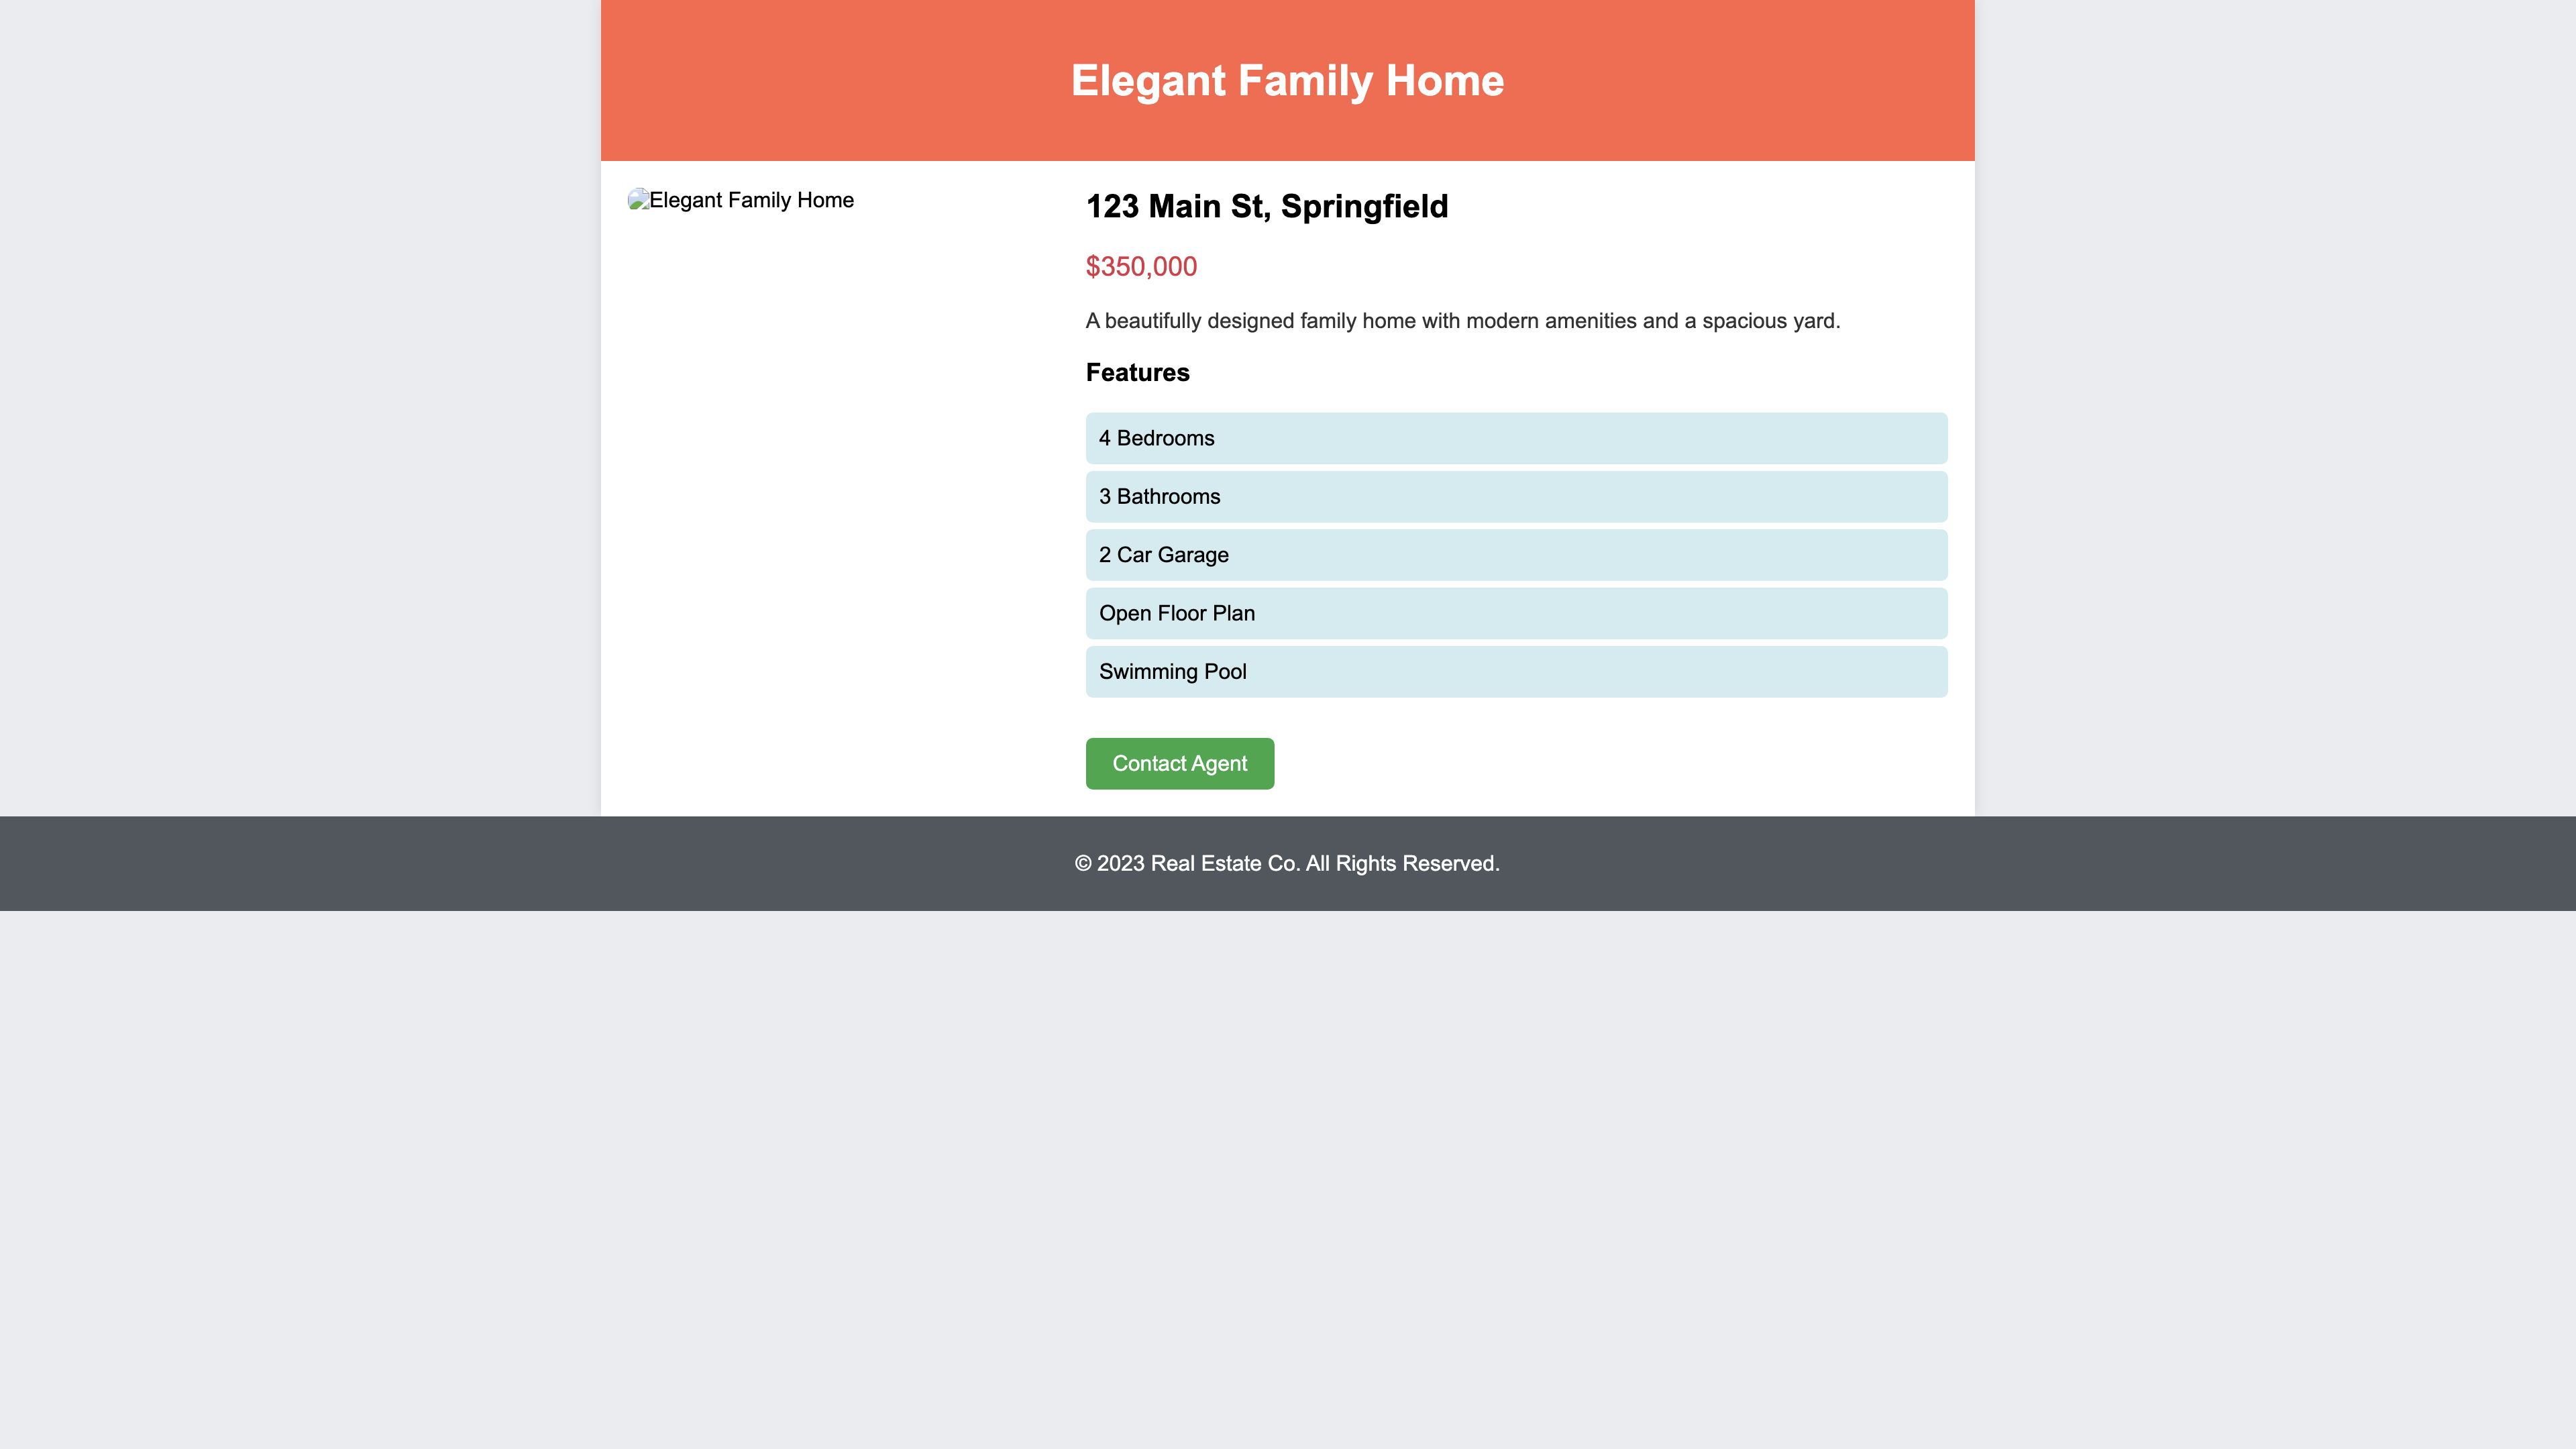 Elegant Family Home
Elegant Family Home
123 Main St, Springfield
$350,000
A beautifully designed family home with modern amenities and a spacious yard.
Features
4 Bedrooms
3 Bathrooms
2 Car Garage
Open Floor Plan
Swimming Pool
Contact Agent
© 2023 Real Estate Co. All Rights Reserved.